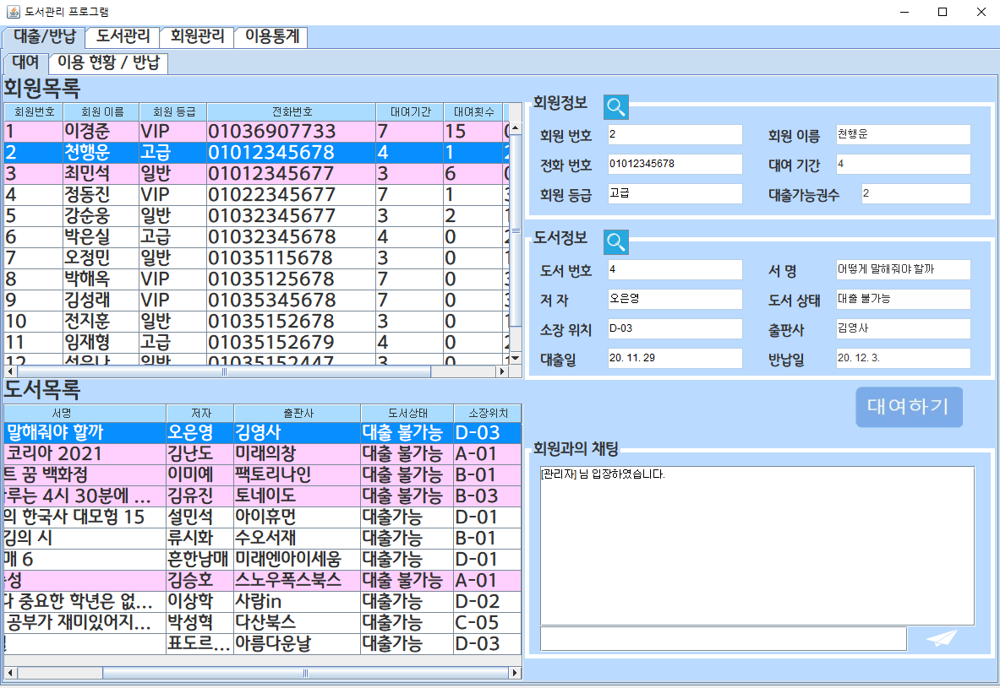 도서관리 프로그램
대출/반납 도서관리 회원관리 이용통계
대여 이용 현황 / 반납
회원목록
회원번호 회원 이름 회원 등급 전화번호 대여기간 대여횟수
1 이경준 VIP 01036907733 7 15
2 천행운 고급 01012345678 4 1
3 최민석 일반 01012345677 3 6
4 정동진 VIP 01022345677 7 1
5 강순웅 일반 01032345677 3 2
6 박은실 고급 01032345678 4 0
7 오정민 일반 01035115678 3 0
8 박해옥 VIP 01035125678 7 0
9 김성래 VIP 01035345678 7 0
10 전지훈 일반 01035152678 3 0
11 임재형 고급 01035152679 4 0
12 일반 01035152447 3 0
도서목록
서명 저자 출판사 도서상태 소장위치
말해줘야 할까 오은영 김영사 대출 불가능 D-03
코리아 2021 김난도 미래의창 대출 불가능 A-01
트 꿈 백화점 이미예 팩토리나인 대출 불가능 B-01
루는 4시 30분에 ... 김유진 토네이도 대출 불가능 B-03
의 한국사 대모험 15 설민석 아이휴먼 대출가능 D-01
김의 시 류시화 수오서재 대출가능 B-01
매 6 흔한남매 미래엔아이세움 대출가능 D-01
성 김승호 스노우폭스북스 대출 불가능 A-01
다 중요한 학년은 없... 이상학 사람in 대출가능 D-02
공부가 재미있어지... 박성혁 다산북스 대출가능 C-05
표도르... 아름다운날 대출가능 D-03
회원정보
회원 번호 2 회원 이름 천행운
전화 번호 01012345678 대여 기간 4
회원 등급 고급 대출가능권수 2
도서정보
도서 번호 4 서 명 어떻게 말해줘야 할까
저 자 오은영 도서 상태 대출 불가능
소장 위치 D-03 출판사 김영사
대출일 20. 11. 29 반납일 20. 12. 3.
대여하기
회원과의 채팅
[관리자] 님 입장하였습니다.